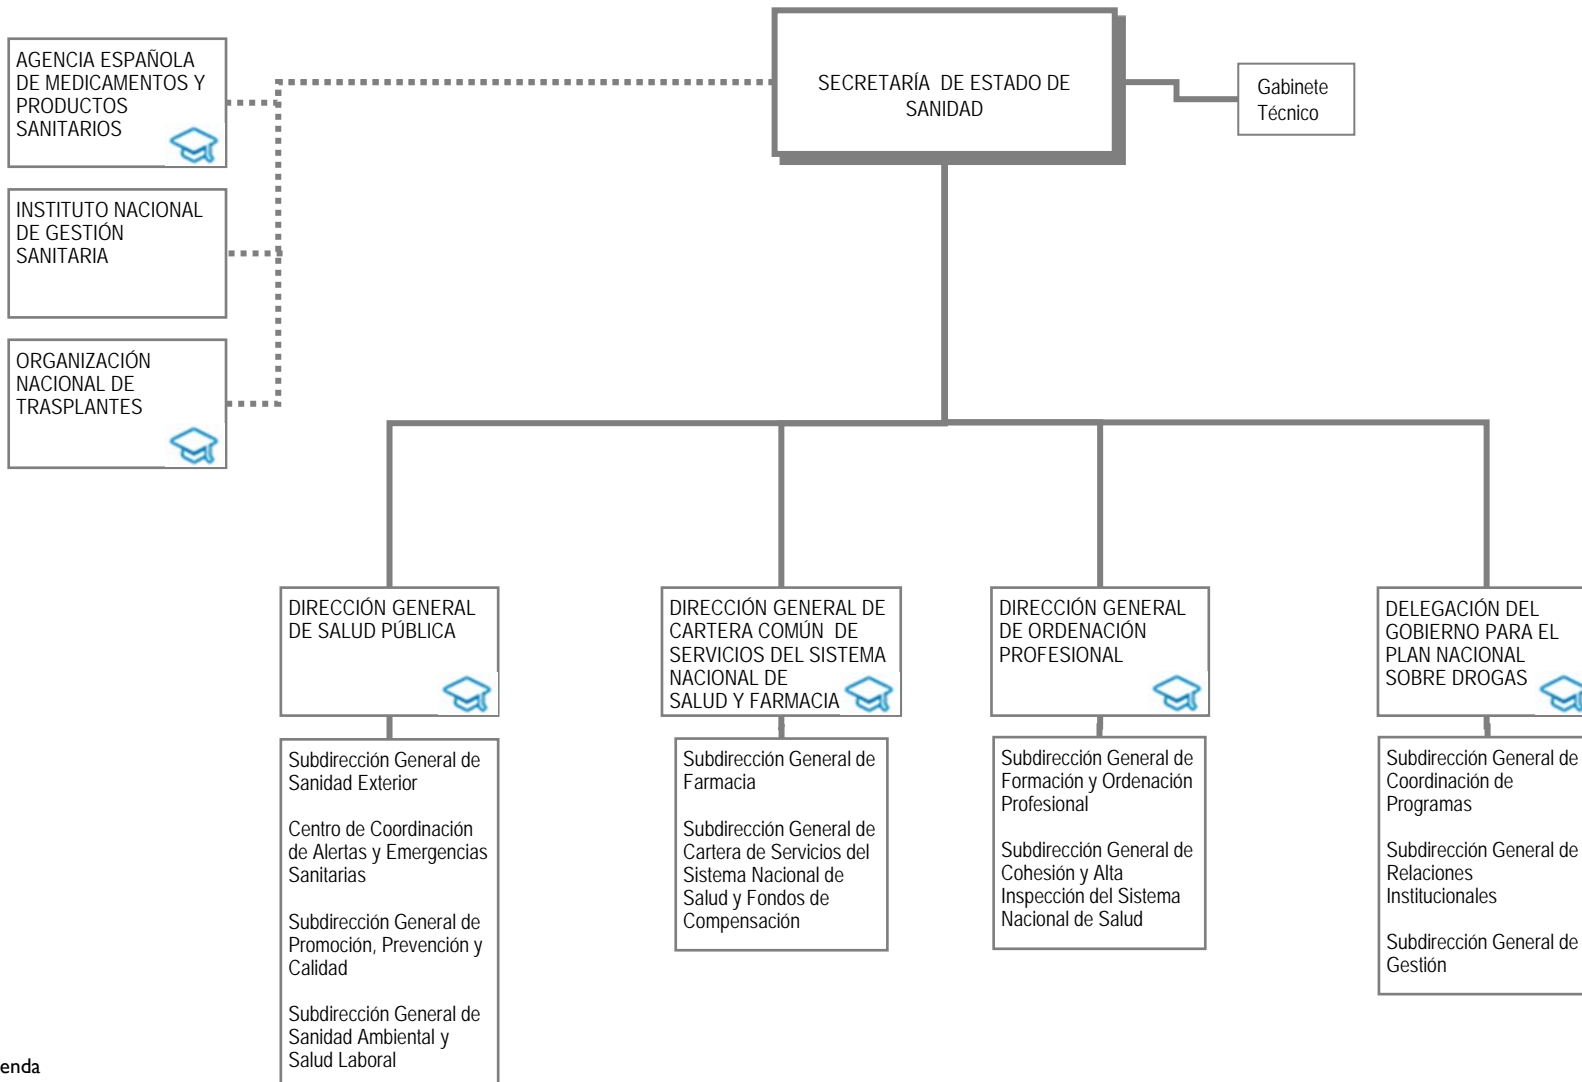 AGENCIA ESPAÑOLA
DE MEDICAMENTOS Y
PRODUCTOS
SANITARIOS
INSTITUTO NACIONAL
DE GESTIÓN
SANITARIA
ORGANIZACIÓN
NACIONAL DE
TRASPLANTES
SECRETARÍA DE ESTADO DE
SANIDAD
Gabinete
Técnico
DIRECCIÓN GENERAL
DE SALUD PÚBLICA
Subdirección General de
Sanidad Exterior
Centro de Coordinación
de Alertas y Emergencias
Sanitarias
Subdirección General de
Promoción, Prevención y
Calidad
Subdirección General de
Sanidad Ambiental y
Salud Laboral
DIRECCIÓN GENERAL DE
CARTERA COMÚN DE
SERVICIOS DEL SISTEMA
NACIONAL DE
SALUD Y FARMACIA
Subdirección General de
Farmacia
Subdirección General de
Cartera de Servicios del
Sistema Nacional de
Salud y Fondos de
Compensación
DIRECCIÓN GENERAL
DE ORDENACIÓN
PROFESIONAL
Subdirección General de
Formación y Ordenación
Profesional
Subdirección General de
Cohesión y Alta
Inspección del Sistema
Nacional de Salud
DELEGACIÓN DEL
GOBIERNO PARA EL
PLAN NACIONAL
SOBRE DROGAS
Subdirección General de
Coordinación de
Programas
Subdirección General de
Relaciones
Institucionales
Subdirección General de
Gestión
enda